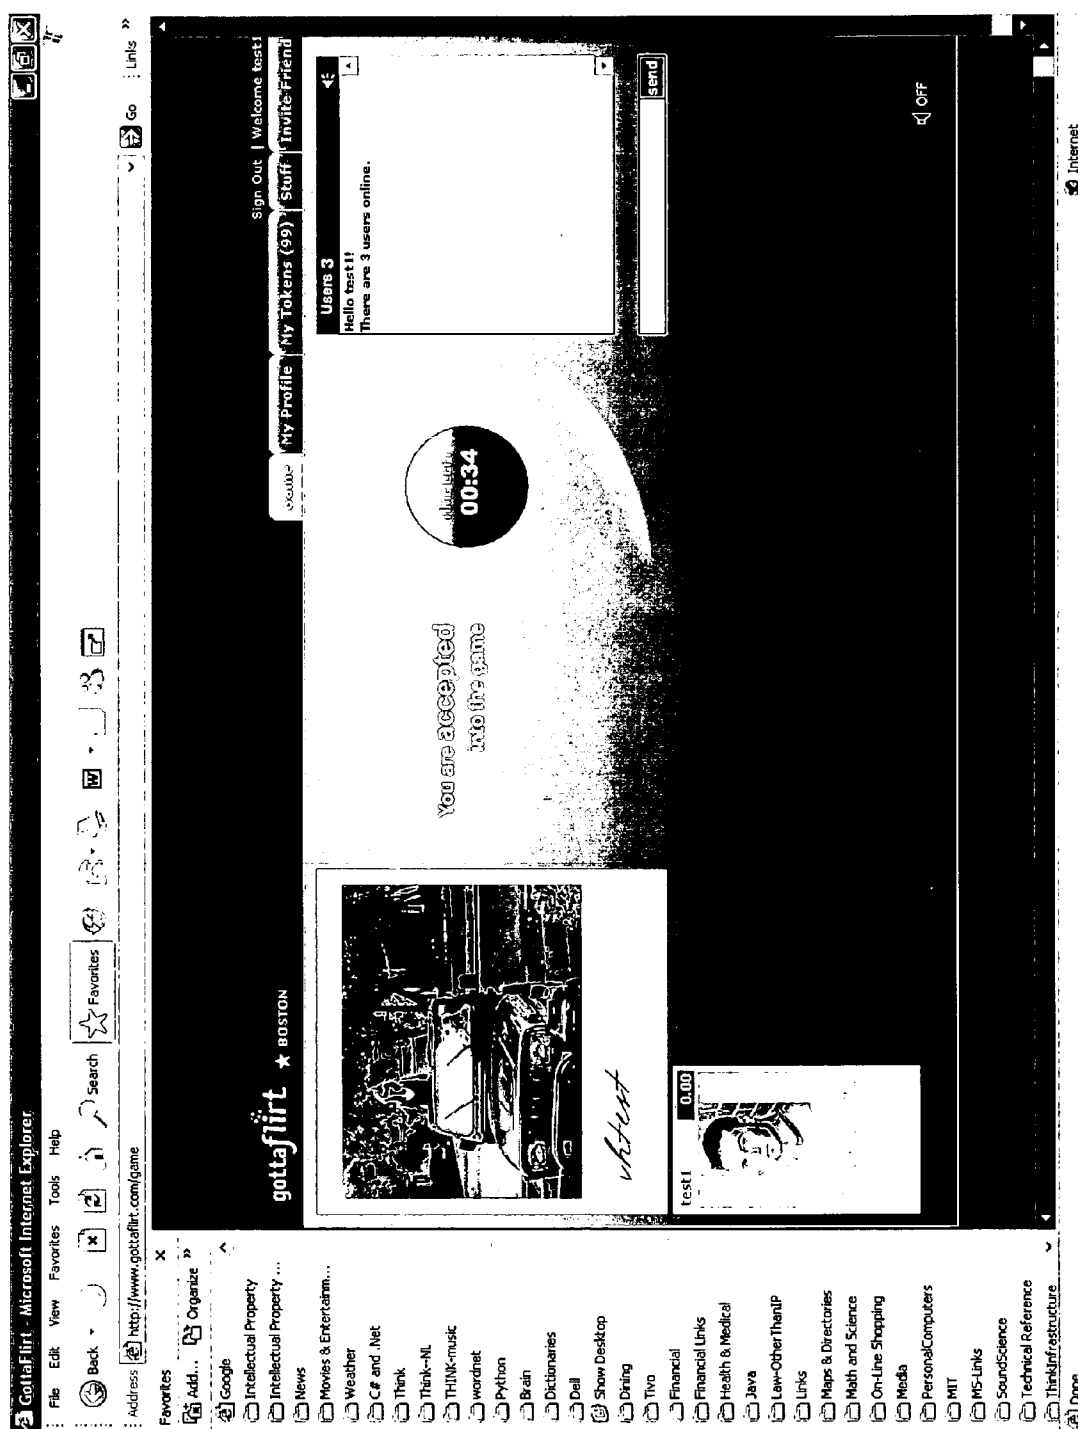 GottaFlirt - Microsoft Internet Explorer
File Edit View Favorites Tools Help
Back Search Favorites
Address http://www.gottaflirt.com/game Go Links »
Favorites x
Add... Organize »
Google
Intellectual Property
Intellectual Property ...
News
Movies & Entertainm...
Weather
C# and .Net
Think
Think--NL
THINK-music
wordnet
Python
Brain
Dictionaries
Dell
Show Desktop
Dining
Tivo
Financial
Financial Links
Health & Medical
Java
Law-OtherThanIP
Links
Maps & Directories
Math and Science
On-Line Shopping
Media
PersonalComputers
MIT
MS-Links
SoundScience
Technical Reference
ThinkInfrastructure
gottaflirt ★ BOSTON
Sign Out | Welcome test1
My Profile My Tokens (99) Stuff Invite Friend
vhtest
You are accepted
into the game
00:34
Users 3
Hello test1!
There are 3 users online.
send
test1 0.00
OFF
Done Internet